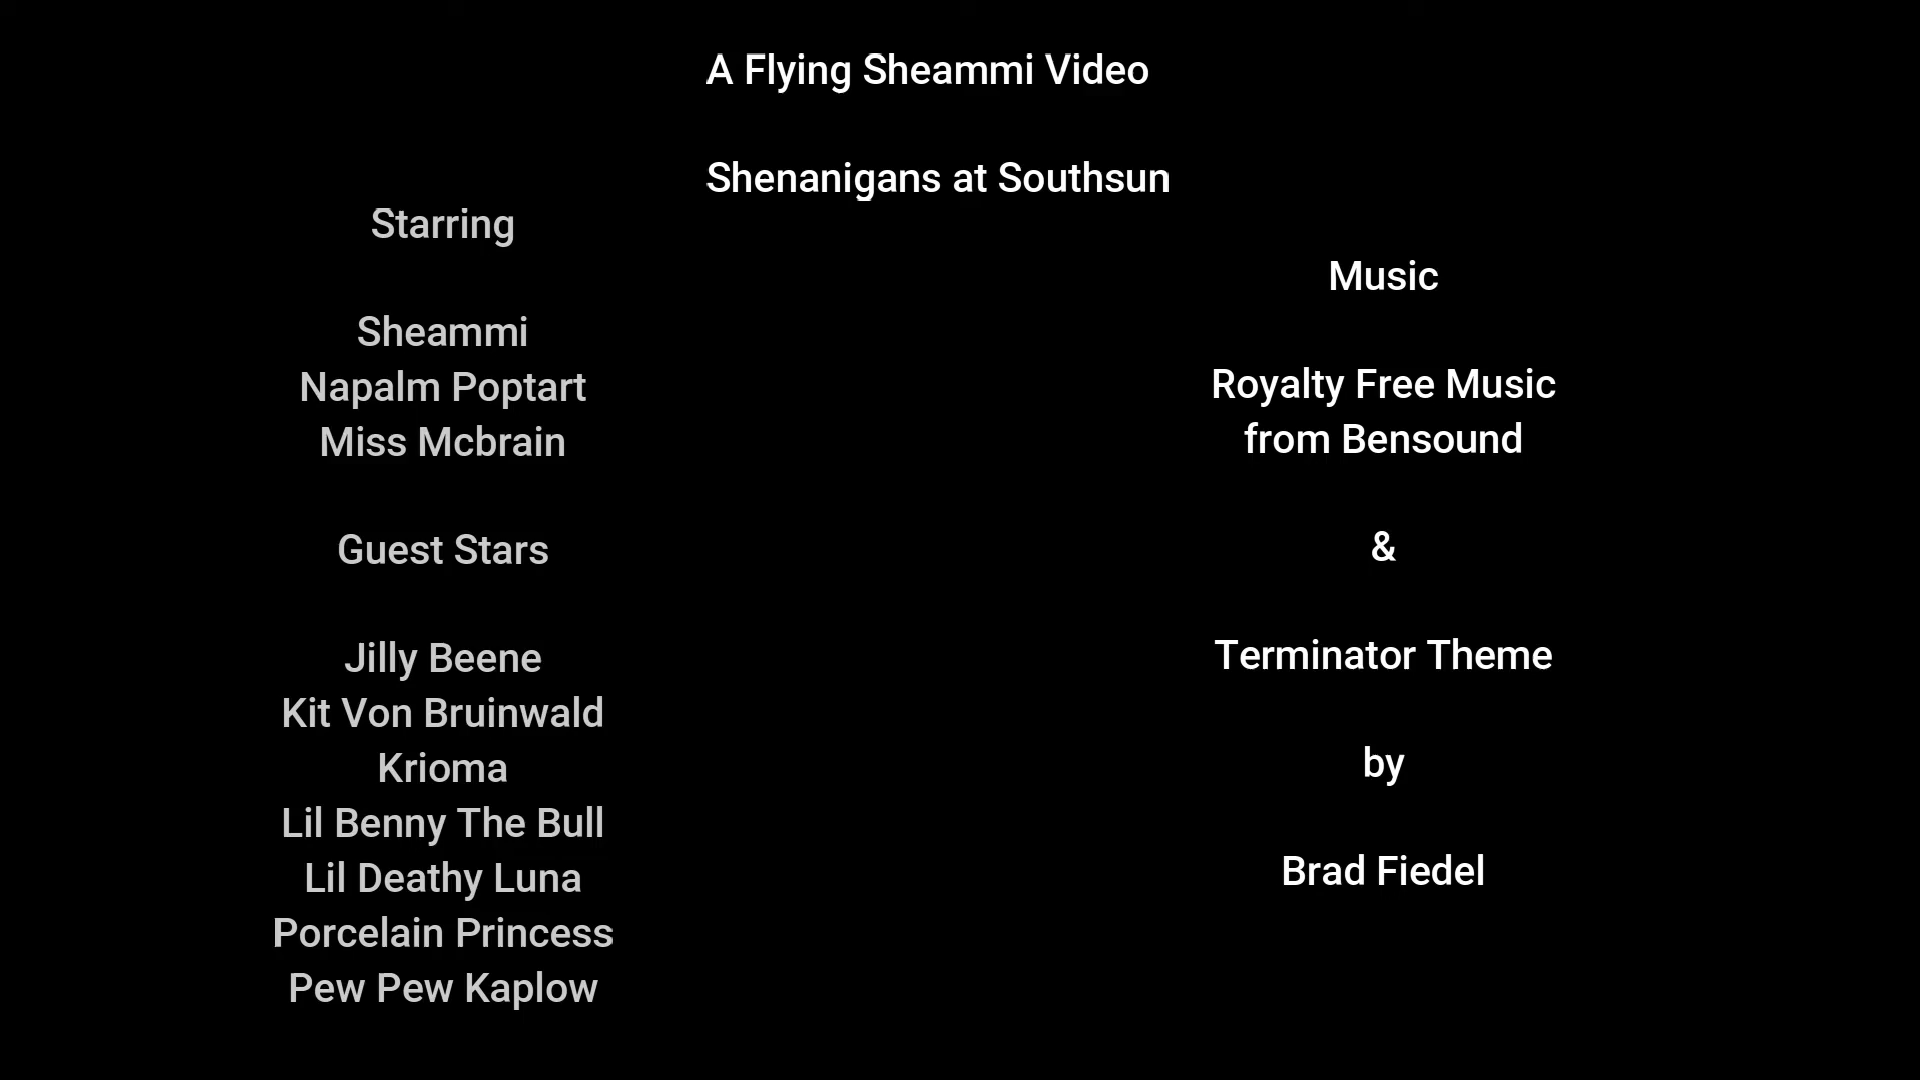 A Flying Sheammi Video
Shenanigans at Southsun
Starring
Sheammi
Napalm Poptart
Miss Mcbrain
Guest Stars
Jilly Beene
Kit Von Bruinwald
Krioma
Lil Benny The Bull
Lil Deathy Luna
Porcelain Princess
Pew Pew Kaplow
Music
Royalty Free Music
from Bensound
&
Terminator Theme
by
Brad Fiedel